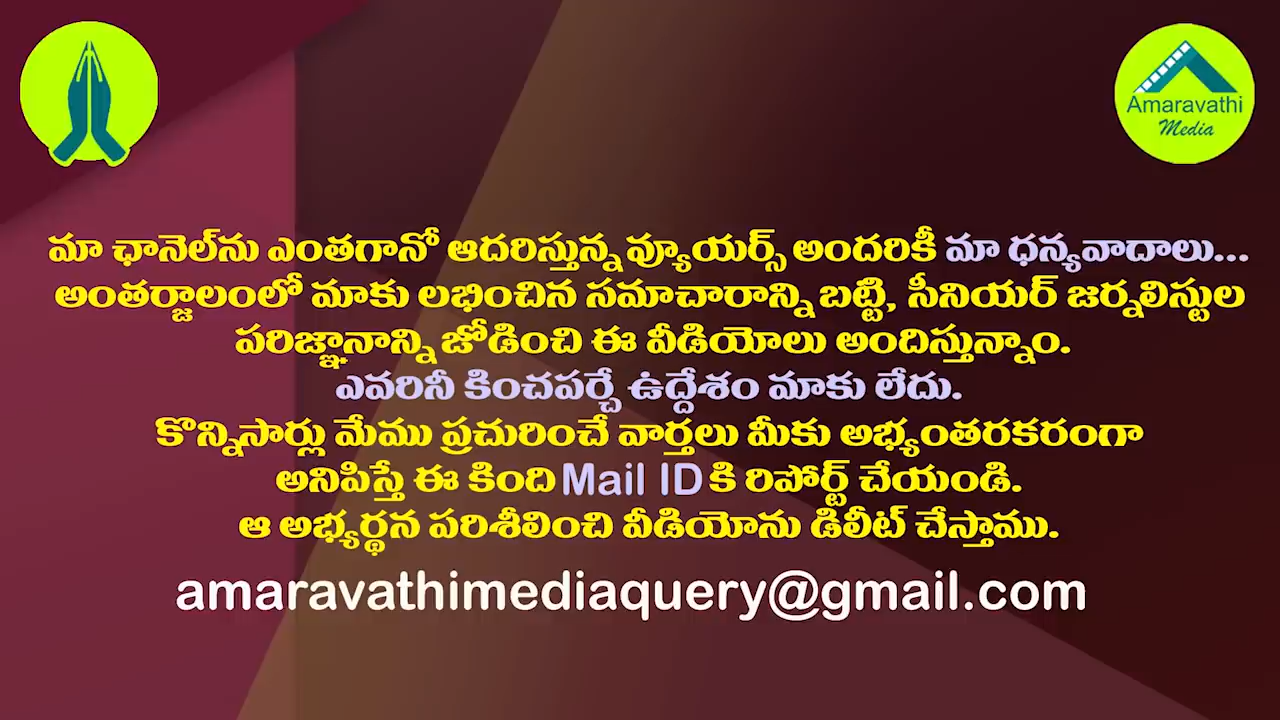 Amaravathi
Media
మా ఛానెల్‌ను ఎంతగానో ఆదరిస్తున్న వ్యూయర్స్ అందరికీ మా ధన్యవాదాలు...
అంతర్జాలంలో మాకు లభించిన సమాచారాన్ని బట్టి, సీనియర్ జర్నలిస్టుల
పరిజ్ఞానాన్ని జోడించి ఈ వీడియోలు అందిస్తున్నాం.
ఎవరినీ కించపర్చే ఉద్దేశం మాకు లేదు.
కొన్నిసార్లు మేము ప్రచురించే వార్తలు మీకు అభ్యంతరకరంగా
అనిపిస్తే ఈ కింది Mail ID కి రిపోర్ట్ చేయండి.
ఆ అభ్యర్థన పరిశీలించి వీడియోను డిలీట్ చేస్తాము.
amaravathimediaquery@gmail.com